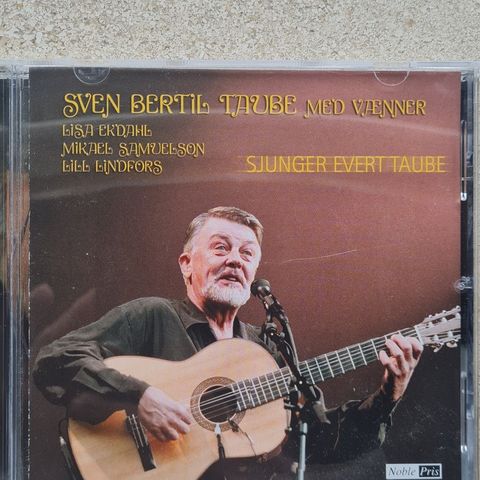 SVEN BERTIL TAUBE MED VÆNNER
LISA EKDAHL
MIKAEL SAMUELSON
LILL LINDFORS
SJUNGER EVERT TAUBE
Noble Pris